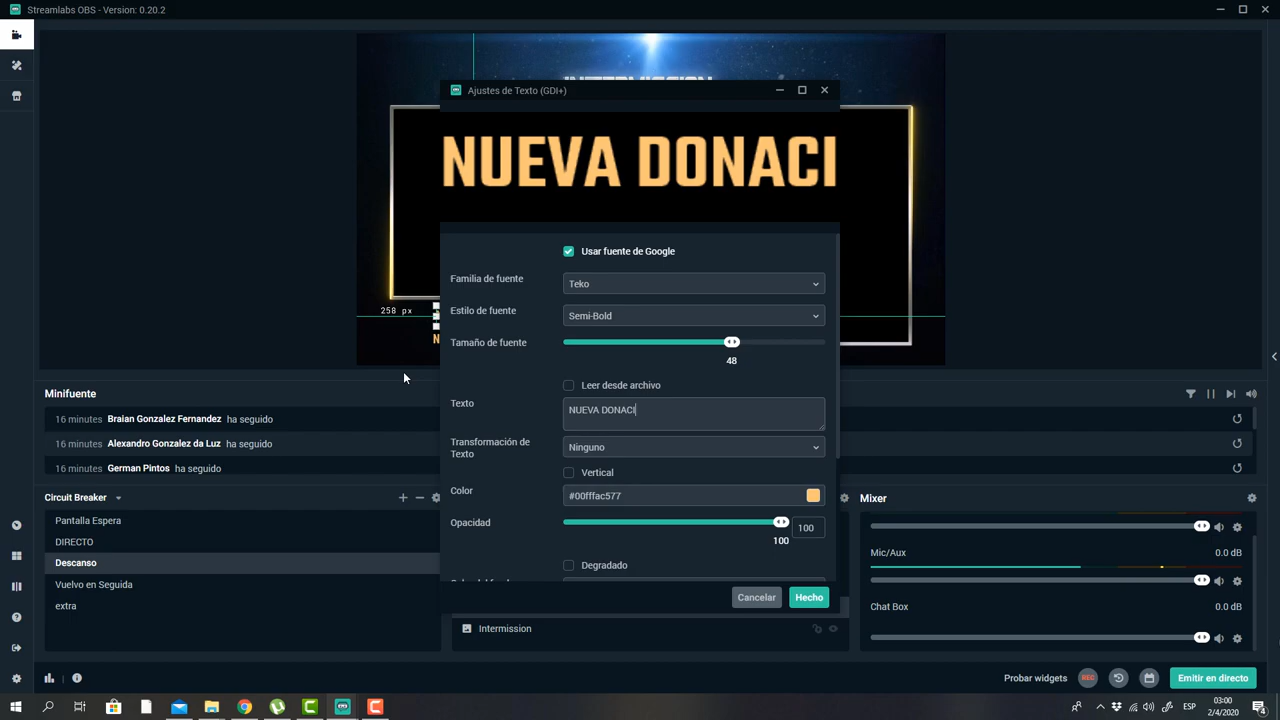 Streamlabs OBS - Version: 0.20.2
INTERMISSION
Ajustes de Texto (GDI+)
NUEVA DONACI
Usar fuente de Google
Familia de fuente
Teko
Estilo de fuente
Semi-Bold
258 px
Tamaño de fuente
48
Leer desde archivo
Texto
NUEVA DONACI
Transformación de Texto
Ninguno
Vertical
Color
#00fffac577
Opacidad
100
100
Degradado
Cancelar
Hecho
Minifuente
16 minutes Braian Gonzalez Fernandez ha seguido
16 minutes Alexandro Gonzalez da Luz ha seguido
16 minutes German Pintos ha seguido
Circuit Breaker
Pantalla Espera
DIRECTO
Descanso
Vuelvo en Seguida
extra
Intermission
Mixer
Mic/Aux
0.0 dB
Chat Box
0.0 dB
Probar widgets
REC
Emitir en directo
ESP
03:00
2/4/2020
4